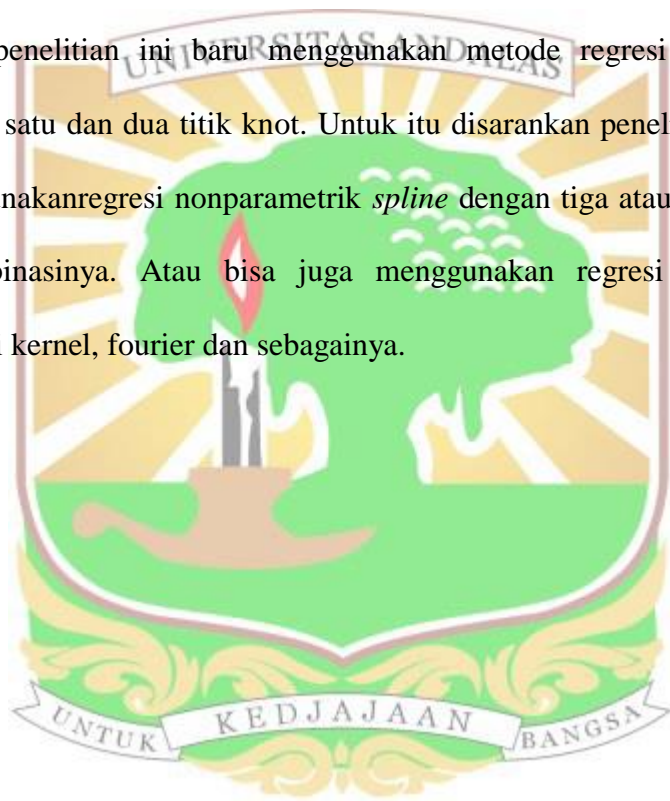 UNIVERSITAS ANDALAS
penelitian ini baru menggunakan metode regresi
satu dan dua titik knot. Untuk itu disarankan penel
nakanregresi nonparametrik spline dengan tiga atau
binasinya. Atau bisa juga menggunakan regresi
i kernel, fourier dan sebagainya.
UNTUK KEDJAJAAN BANGSA